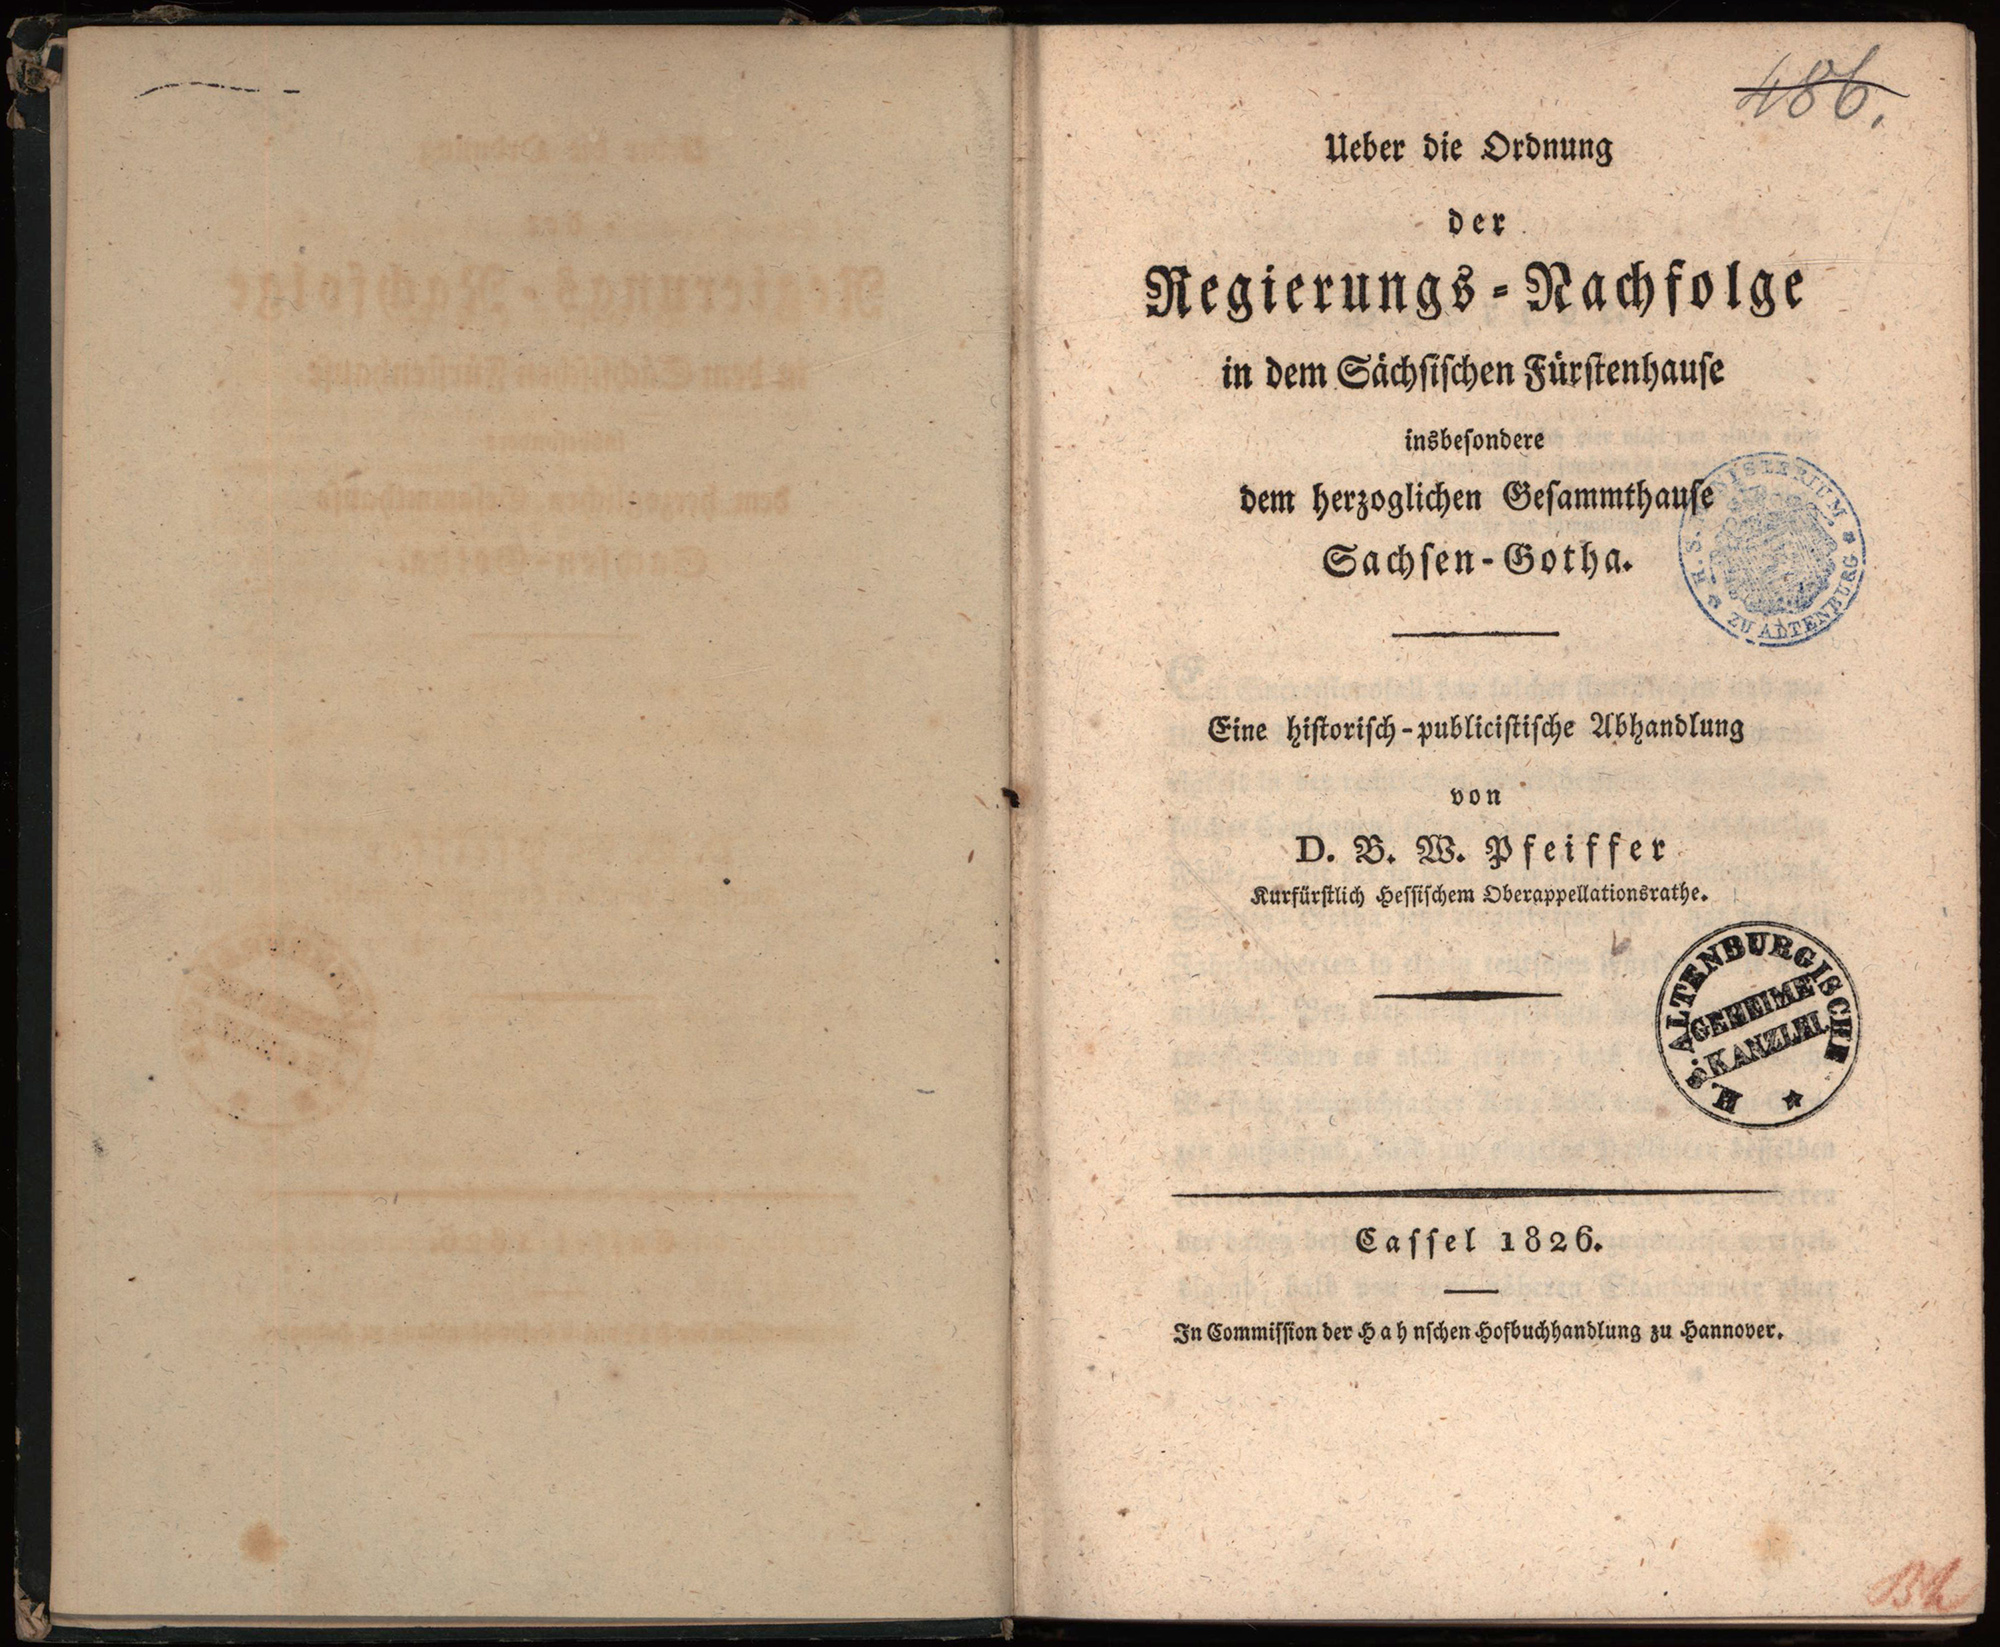 486.
Ueber die Ordnung
der
Regierungs-Nachfolge
in dem Sächsischen Fürstenhause
insbesondere
dem herzoglichen Gesammthause
Sachsen-Gotha.
H. S. MINISTERIUM * ZU ALTENBURG *
Eine historisch-publicistische Abhandlung
von
D. B. W. Pfeiffer
Kurfürstlich Hessischem Oberappellationsrathe.
H. S. ALTENBURGISCHE
GEHEIME
KANZLEI
Cassel 1826.
In Commission der Hahnschen Hofbuchhandlung zu Hannover.